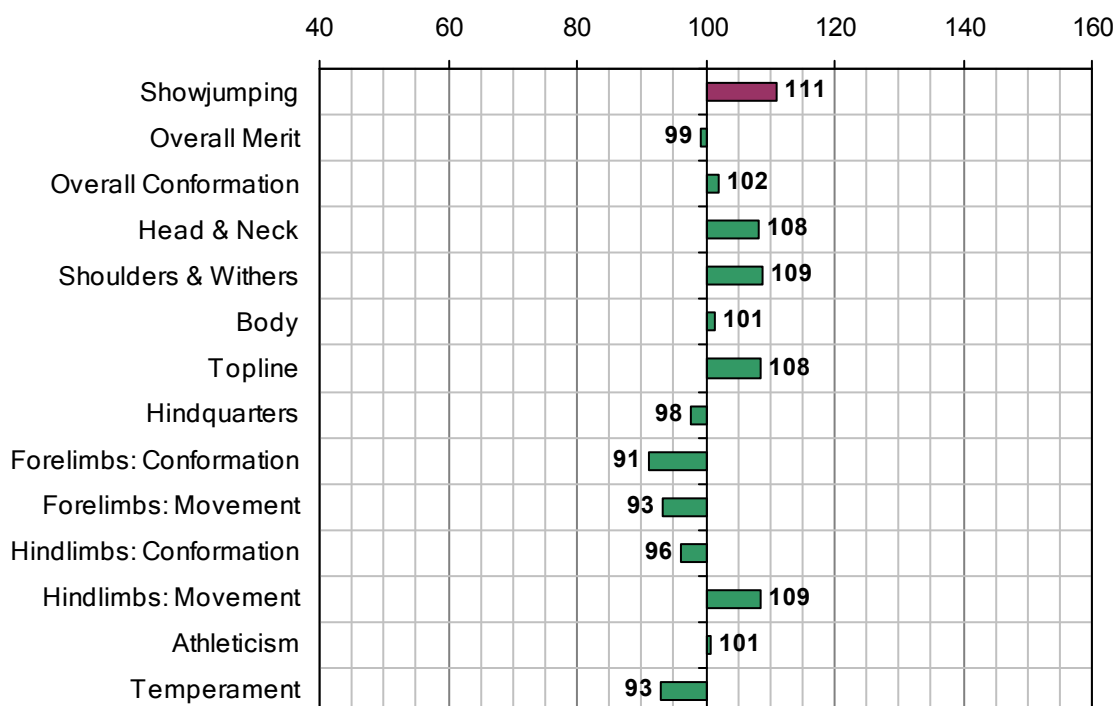 40 60 80 100 120 140 160
Showjumping 111
Overall Merit 99
Overall Conformation 102
Head & Neck 108
Shoulders & Withers 109
Body 101
Topline 108
Hindquarters 98
Forelimbs: Conformation 91
Forelimbs: Movement 93
Hindlimbs: Conformation 96
Hindlimbs: Movement 109
Athleticism 101
Temperament 93